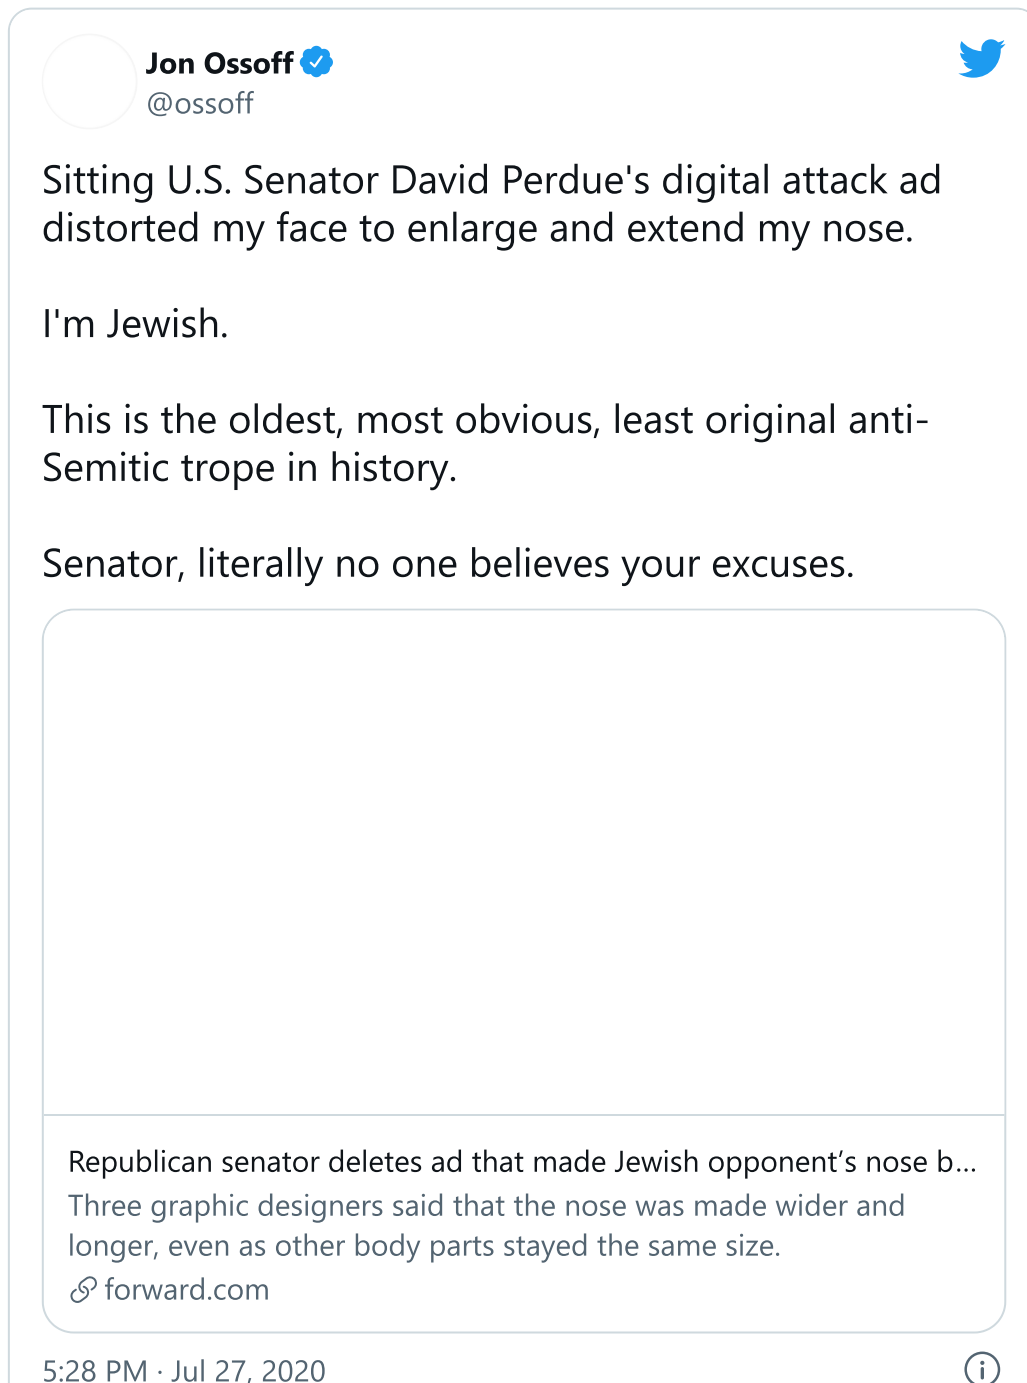 Jon Ossoff
@ossoff
Sitting U.S. Senator David Perdue's digital attack ad
distorted my face to enlarge and extend my nose.
I'm Jewish.
This is the oldest, most obvious, least original anti-
Semitic trope in history.
Senator, literally no one believes your excuses.
Republican senator deletes ad that made Jewish opponent’s nose b...
Three graphic designers said that the nose was made wider and
longer, even as other body parts stayed the same size.
forward.com
5:28 PM · Jul 27, 2020